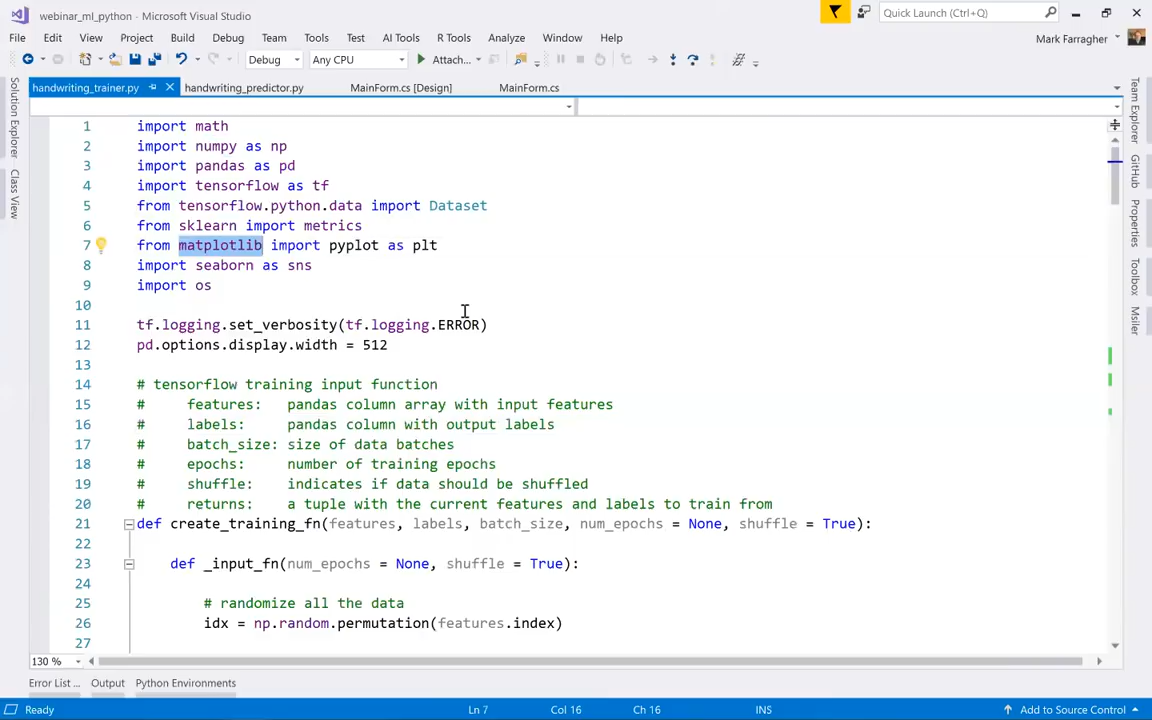 webinar_ml_python - Microsoft Visual Studio
Quick Launch (Ctrl+Q)
File Edit View Project Build Debug Team Tools Test AI Tools R Tools Analyze Window Help
Mark Farragher
Debug Any CPU Attach...
handwriting_trainer.py handwriting_predictor.py MainForm.cs [Design] MainForm.cs
Solution Explorer
Class View
Team Explorer
GitHub
Properties
Toolbox
Msiler
1 import math
2 import numpy as np
3 import pandas as pd
4 import tensorflow as tf
5 from tensorflow.python.data import Dataset
6 from sklearn import metrics
7 from matplotlib import pyplot as plt
8 import seaborn as sns
9 import os
10
11 tf.logging.set_verbosity(tf.logging.ERROR)
12 pd.options.display.width = 512
13
14 # tensorflow training input function
15 #     features:   pandas column array with input features
16 #     labels:     pandas column with output labels
17 #     batch_size: size of data batches
18 #     epochs:     number of training epochs
19 #     shuffle:    indicates if data should be shuffled
20 #     returns:    a tuple with the current features and labels to train from
21 def create_training_fn(features, labels, batch_size, num_epochs = None, shuffle = True):
22
23     def _input_fn(num_epochs = None, shuffle = True):
24
25         # randomize all the data
26         idx = np.random.permutation(features.index)
27
130 %
Error List ... Output Python Environments
Ready Ln 7 Col 16 Ch 16 INS Add to Source Control